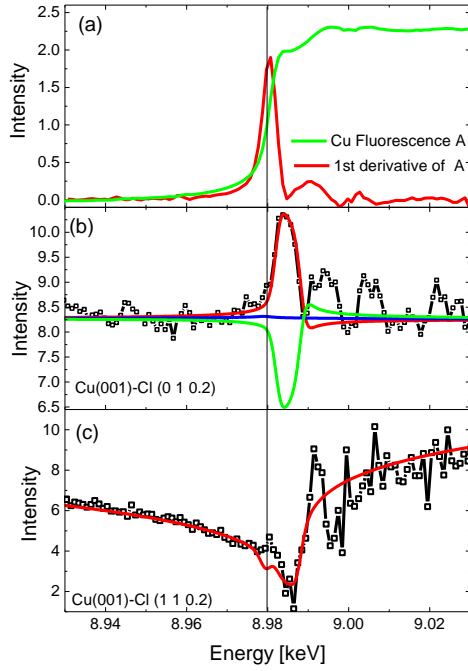 (a)
2.5
2.0
1.5
1.0
0.5
0.0
Intensity
Cu Fluorescence A
1st derivative of A
(b)
10.0
9.5
9.0
8.5
8.0
7.5
7.0
6.5
Intensity
Cu(001)-Cl (0 1 0.2)
(c)
10
8
6
4
2
Intensity
Cu(001)-Cl (1 1 0.2)
8.94 8.96 8.98 9.00 9.02
Energy [keV]